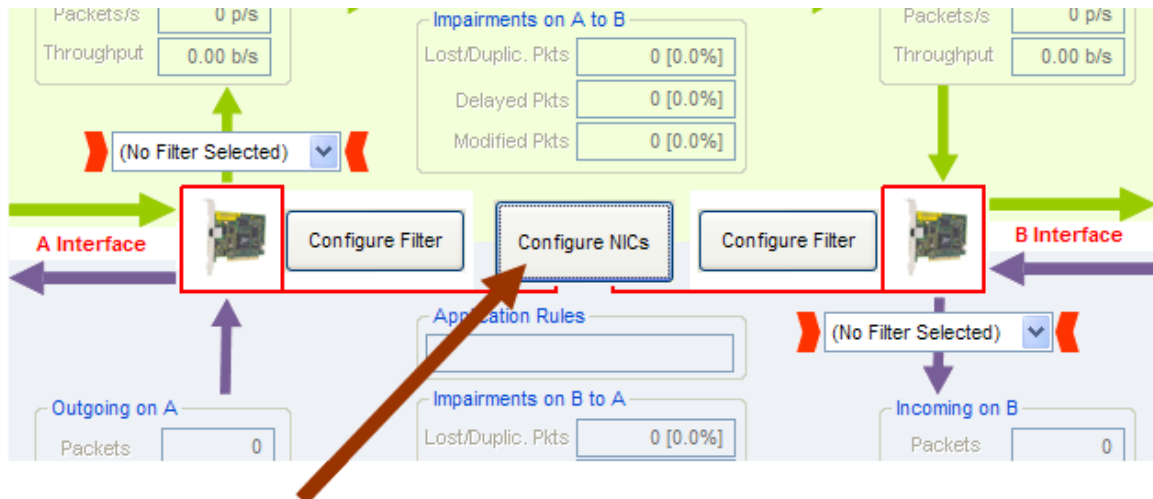 Packets/s 0 p/s
Throughput 0.00 b/s
Impairments on A to B
Lost/Duplic. Pkts 0 [0.0%]
Delayed Pkts 0 [0.0%]
Modified Pkts 0 [0.0%]
Packets/s 0 p/s
Throughput 0.00 b/s
(No Filter Selected)
A Interface
Configure Filter
Configure NICs
Configure Filter
B Interface
(No Filter Selected)
Application Rules
Outgoing on A
Packets 0
Impairments on B to A
Lost/Duplic. Pkts 0 [0.0%]
Incoming on B
Packets 0